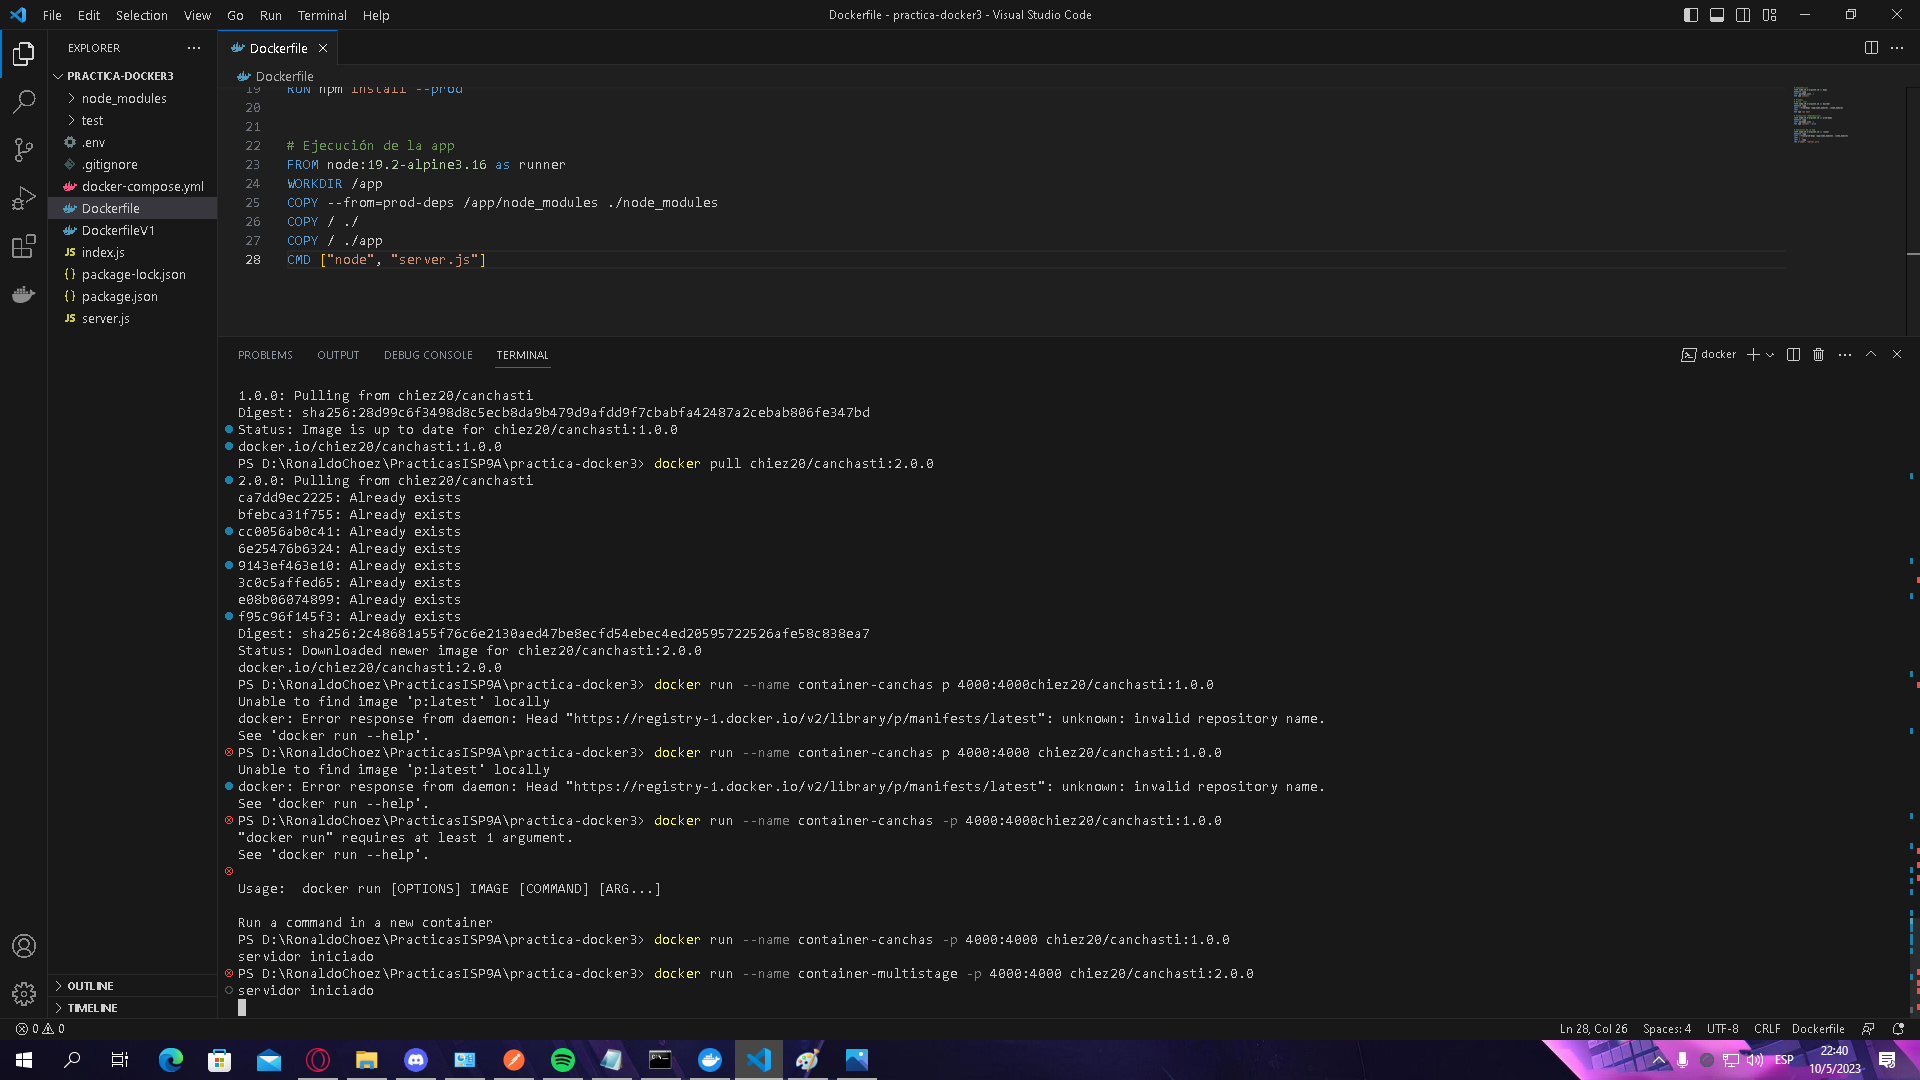 File Edit Selection View Go Run Terminal Help
Dockerfile - practica-docker3 - Visual Studio Code
EXPLORER
PRACTICA-DOCKER3
node_modules
test
.env
.gitignore
docker-compose.yml
Dockerfile
DockerfileV1
index.js
package-lock.json
package.json
server.js
OUTLINE
TIMELINE
Dockerfile
Dockerfile
19 RUN npm install --prod
20
21
22 # Ejecución de la app
23 FROM node:19.2-alpine3.16 as runner
24 WORKDIR /app
25 COPY --from=prod-deps /app/node_modules ./node_modules
26 COPY / ./
27 COPY / ./app
28 CMD ["node", "server.js"]
PROBLEMS OUTPUT DEBUG CONSOLE TERMINAL
docker
1.0.0: Pulling from chiez20/canchasti
Digest: sha256:28d99c6f3498d8c5ecb8da9b479d9afdd9f7cbabfa42487a2cebab806fe347bd
Status: Image is up to date for chiez20/canchasti:1.0.0
docker.io/chiez20/canchasti:1.0.0
PS D:\RonaldoChoez\PracticasISP9A\practica-docker3> docker pull chiez20/canchasti:2.0.0
2.0.0: Pulling from chiez20/canchasti
ca7dd9ec2225: Already exists
bfebca31f755: Already exists
cc0056ab0c41: Already exists
6e25476b6324: Already exists
9143ef463e10: Already exists
3c0c5affed65: Already exists
e08b06074899: Already exists
f95c96f145f3: Already exists
Digest: sha256:2c48681a55f76c6e2130aed47be8ecfd54ebec4ed20595722526afe58c838ea7
Status: Downloaded newer image for chiez20/canchasti:2.0.0
docker.io/chiez20/canchasti:2.0.0
PS D:\RonaldoChoez\PracticasISP9A\practica-docker3> docker run --name container-canchas p 4000:4000chiez20/canchasti:1.0.0
Unable to find image 'p:latest' locally
docker: Error response from daemon: Head "https://registry-1.docker.io/v2/library/p/manifests/latest": unknown: invalid repository name.
See 'docker run --help'.
PS D:\RonaldoChoez\PracticasISP9A\practica-docker3> docker run --name container-canchas p 4000:4000 chiez20/canchasti:1.0.0
Unable to find image 'p:latest' locally
docker: Error response from daemon: Head "https://registry-1.docker.io/v2/library/p/manifests/latest": unknown: invalid repository name.
See 'docker run --help'.
PS D:\RonaldoChoez\PracticasISP9A\practica-docker3> docker run --name container-canchas -p 4000:4000chiez20/canchasti:1.0.0
"docker run" requires at least 1 argument.
See 'docker run --help'.
Usage:  docker run [OPTIONS] IMAGE [COMMAND] [ARG...]
Run a command in a new container
PS D:\RonaldoChoez\PracticasISP9A\practica-docker3> docker run --name container-canchas -p 4000:4000 chiez20/canchasti:1.0.0
servidor iniciado
PS D:\RonaldoChoez\PracticasISP9A\practica-docker3> docker run --name container-multistage -p 4000:4000 chiez20/canchasti:2.0.0
servidor iniciado
0 0
Ln 28, Col 26 Spaces: 4 UTF-8 CRLF Dockerfile
ESP
22:40
10/5/2023